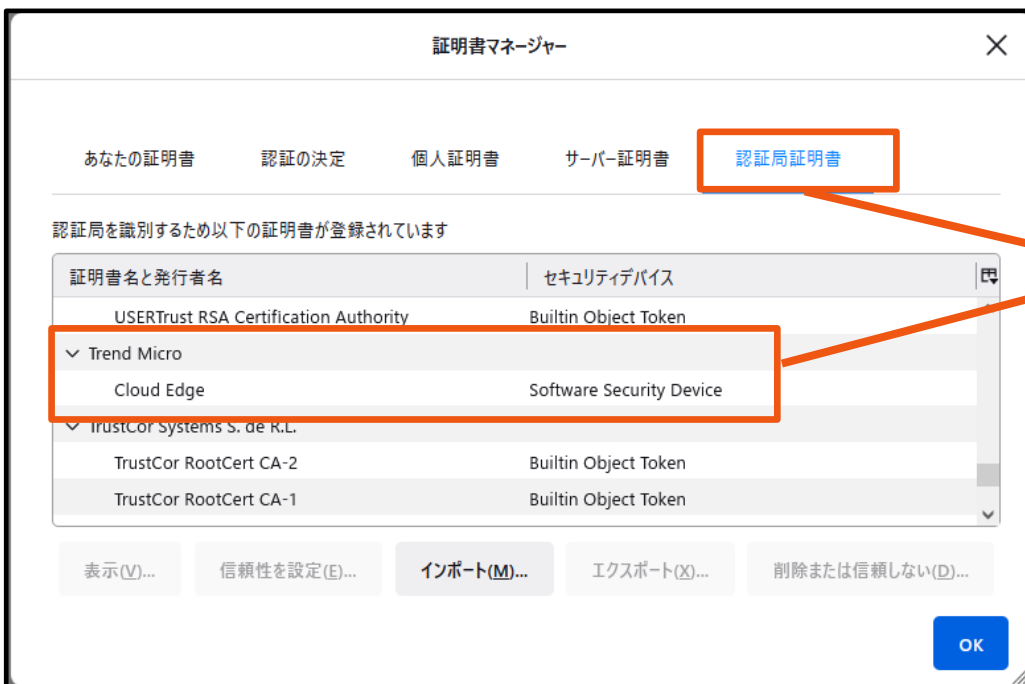 証明書マネージャー
あなたの証明書 認証の決定 個人証明書 サーバー証明書 認証局証明書
認証局を識別するため以下の証明書が登録されています
証明書名と発行者名 セキュリティデバイス
USERTrust RSA Certification Authority Builtin Object Token
Trend Micro
Cloud Edge Software Security Device
TrustCor Systems S. de R.L.
TrustCor RootCert CA-2 Builtin Object Token
TrustCor RootCert CA-1 Builtin Object Token
表示(V)... 信頼性を設定(E)... インポート(M)... エクスポート(X)... 削除または信頼しない(D)...
OK